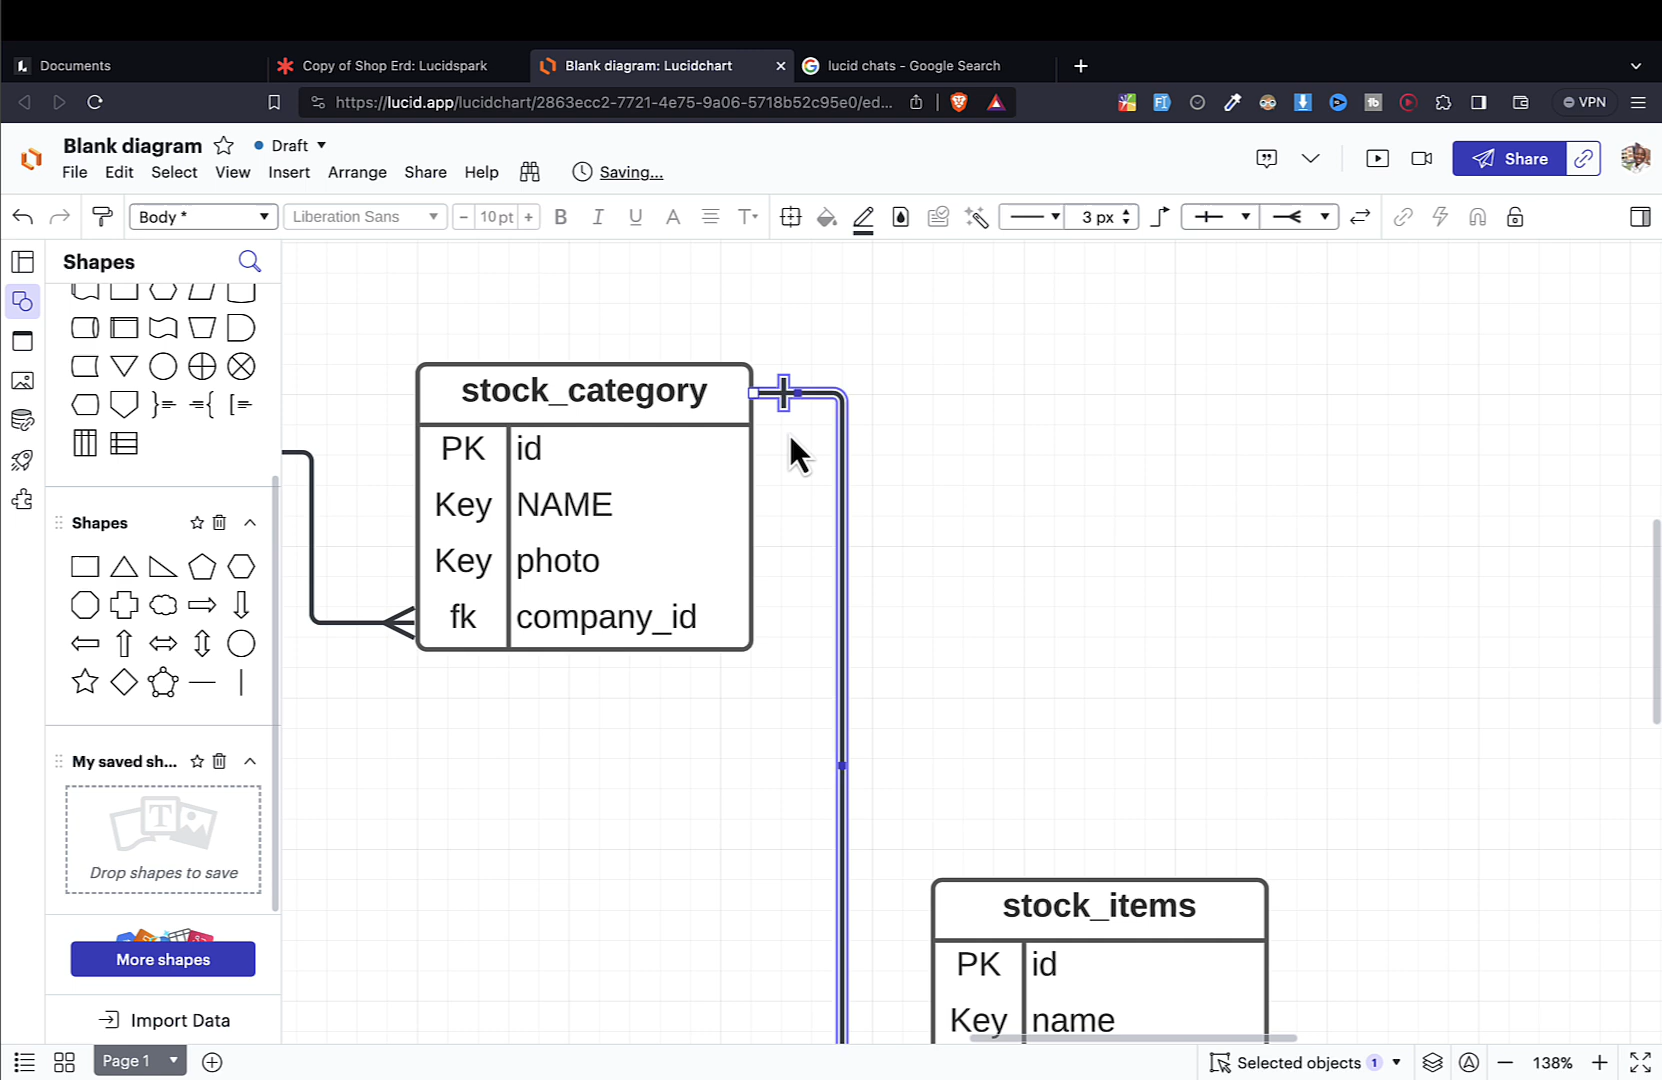 Documents
Copy of Shop Erd: Lucidspark
Blank diagram: Lucidchart
lucid chats - Google Search
https://lucid.app/lucidchart/2863ecc2-7721-4e75-9a06-5718b52c95e0/ed...
VPN
Blank diagram
Draft
File Edit Select View Insert Arrange Share Help
Saving...
Share
Body *
Liberation Sans
10 pt
3 px
Shapes
Shapes
My saved sh...
Drop shapes to save
More shapes
Import Data
stock_category
PK id
Key NAME
Key photo
fk company_id
stock_items
PK id
Key name
Page 1
Selected objects 1
138%